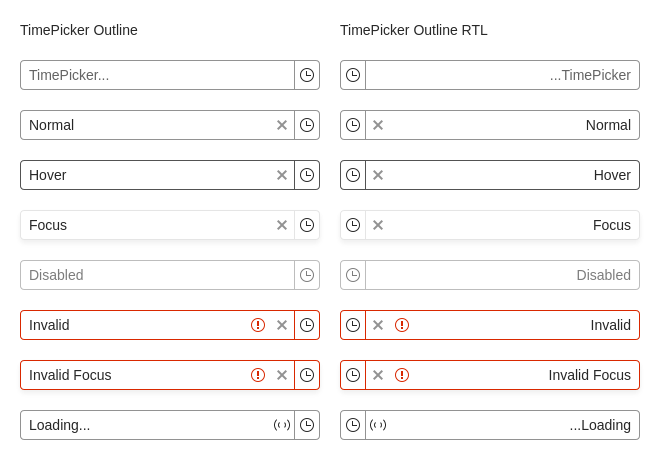 TimePicker Outline
TimePicker Outline RTL
TimePicker...
...TimePicker
Normal
Normal
Hover
Hover
Focus
Focus
Disabled
Disabled
Invalid
Invalid
Invalid Focus
Invalid Focus
Loading...
...Loading